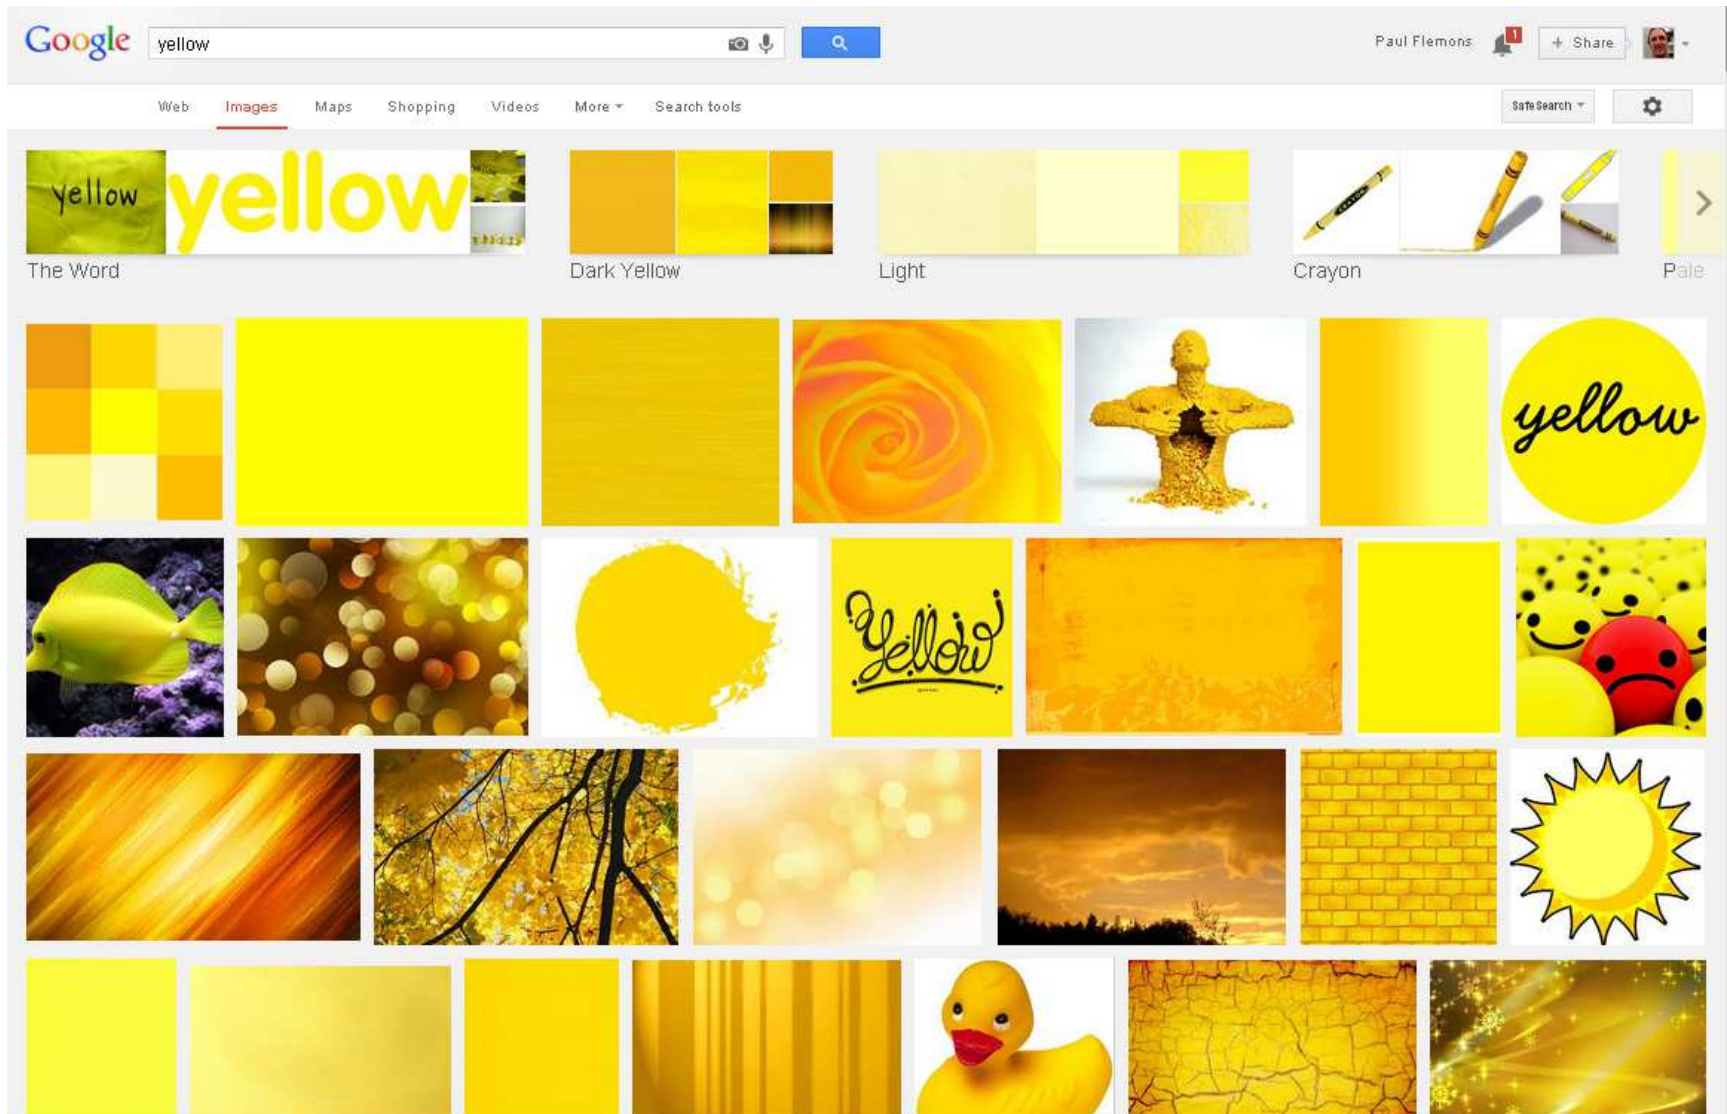 Google yellow Paul Flemons 1 + Share
Web Images Maps Shopping Videos More Search tools SafeSearch
yellow yellow
CRAYON
The Word Dark Yellow Light Crayon Pale
yellow
Yellow